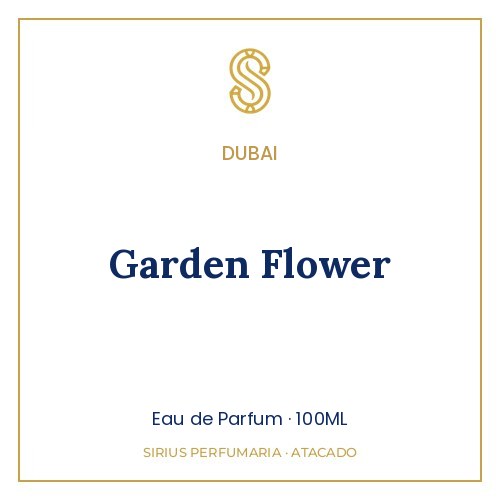 DUBAI
Garden Flower
Eau de Parfum · 100ML
SIRIUS PERFUMARIA · ATACADO